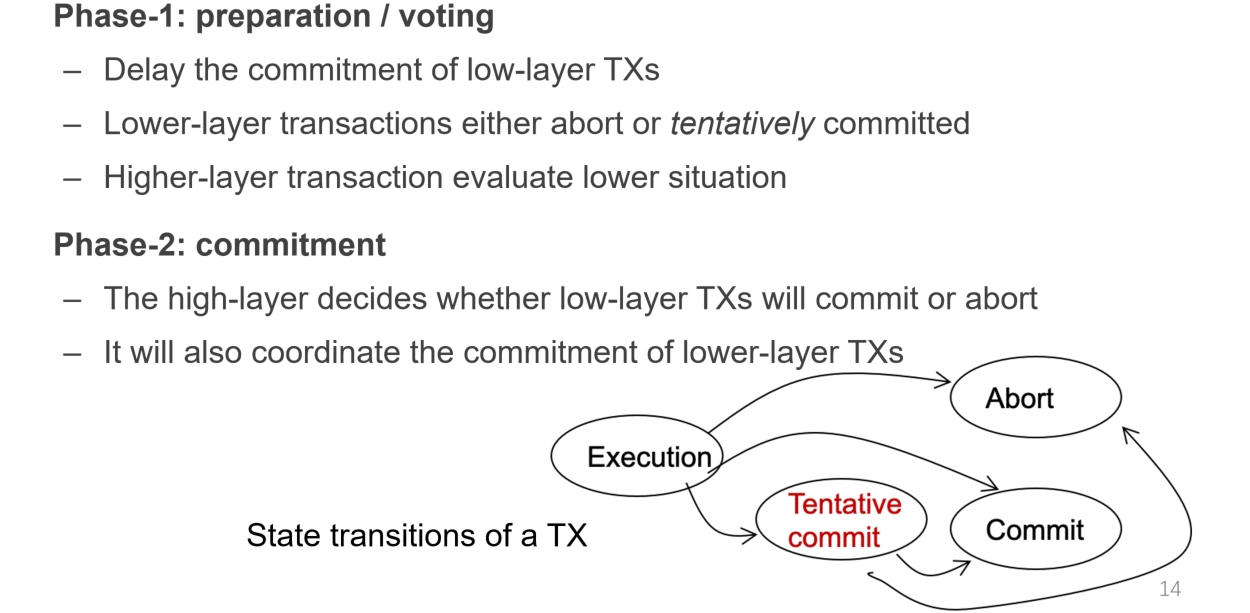 Phase-1: preparation / voting
– Delay the commitment of low-layer TXs
– Lower-layer transactions either abort or tentatively committed
– Higher-layer transaction evaluate lower situation
Phase-2: commitment
– The high-layer decides whether low-layer TXs will commit or abort
– It will also coordinate the commitment of lower-layer TXs
Abort
Execution
Tentative
commit
Commit
State transitions of a TX
14